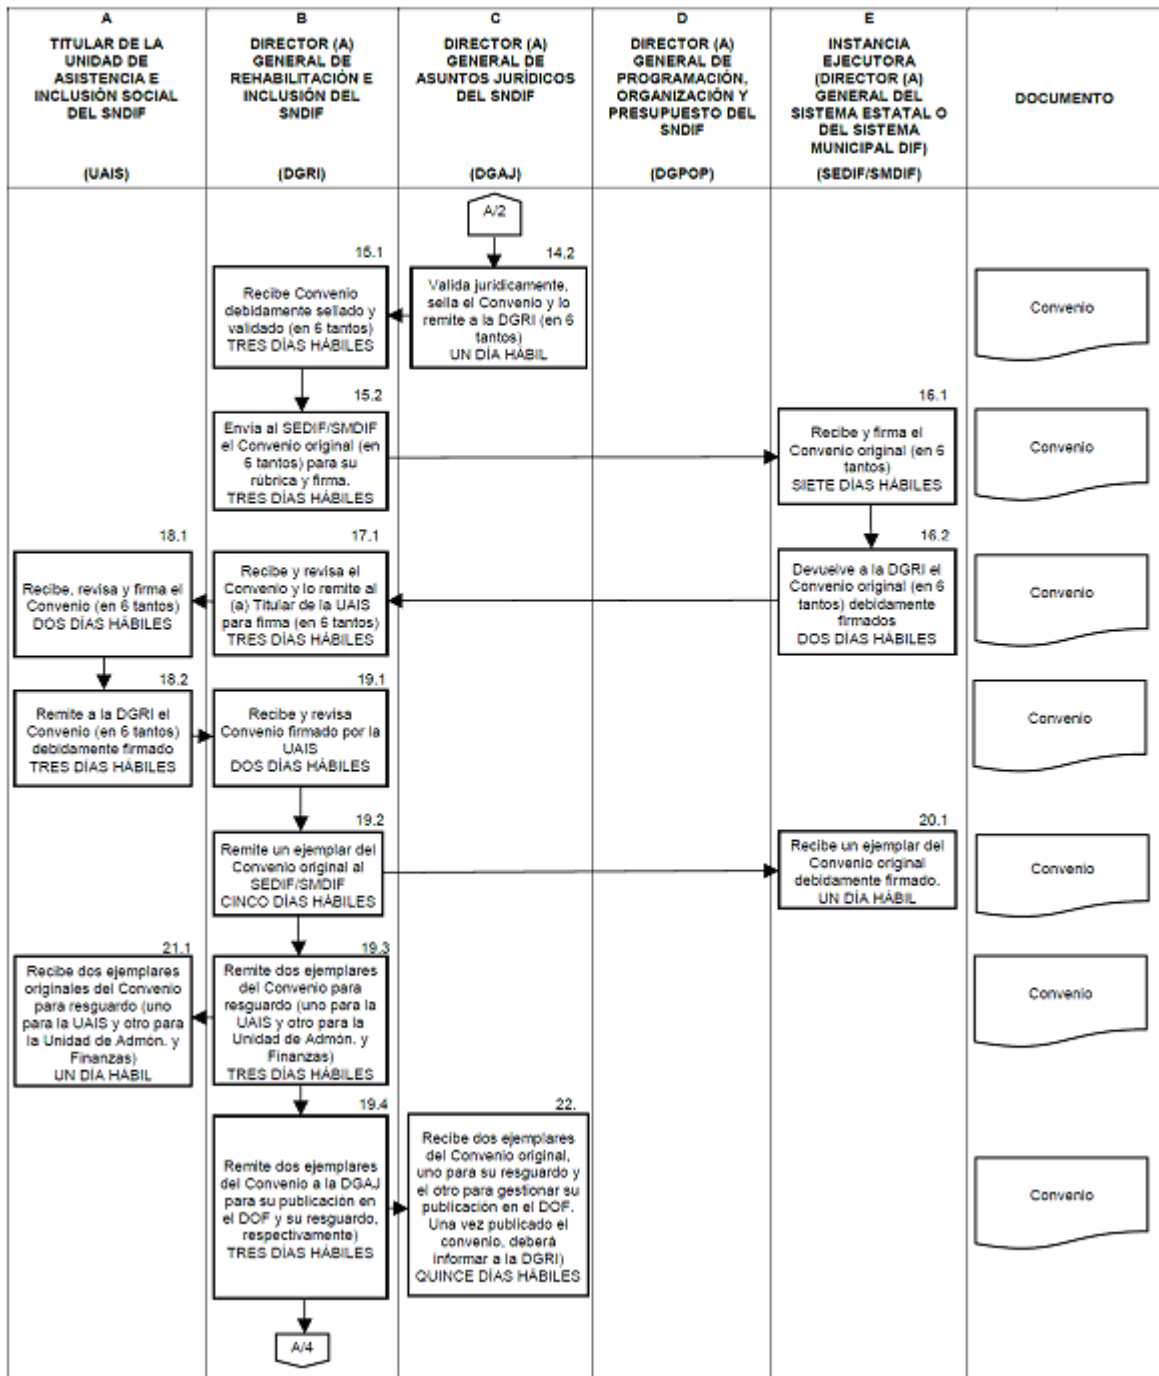 A
TITULAR DE LA
UNIDAD DE
ASISTENCIA E
INCLUSIÓN SOCIAL
DEL SNDIF
(UAIS)
B
DIRECTOR (A)
GENERAL DE
REHABILITACIÓN E
INCLUSIÓN DEL
SNDIF
(DGRI)
C
DIRECTOR (A)
GENERAL DE
ASUNTOS JURÍDICOS
DEL SNDIF
(DGAJ)
D
DIRECTOR (A)
GENERAL DE
PROGRAMACIÓN,
ORGANIZACIÓN Y
PRESUPUESTO DEL
SNDIF
(DGPOP)
E
INSTANCIA
EJECUTORA
(DIRECTOR (A)
GENERAL DEL
SISTEMA ESTATAL O
DEL SISTEMA
MUNICIPAL DIF)
(SEDIF/SMDIF)
DOCUMENTO
A/2
14.2
Valida jurídicamente,
sella el Convenio y lo
remite a la DGRI (en 6
tantos)
UN DÍA HÁBIL
15.1
Recibe Convenio
debidamente sellado y
validado (en 6 tantos)
TRES DÍAS HÁBILES
Convenio
15.2
Envía al SEDIF/SMDIF
el Convenio original (en
6 tantos) para su
rúbrica y firma.
TRES DÍAS HÁBILES
16.1
Recibe y firma el
Convenio original (en 6
tantos)
SIETE DÍAS HÁBILES
Convenio
16.2
Devuelve a la DGRI el
Convenio original (en 6
tantos) debidamente
firmados
DOS DÍAS HÁBILES
17.1
Recibe y revisa el
Convenio y lo remite al
(a) Titular de la UAIS
para firma (en 6 tantos)
TRES DÍAS HÁBILES
18.1
Recibe, revisa y firma el
Convenio (en 6 tantos)
DOS DÍAS HÁBILES
Convenio
18.2
Remite a la DGRI el
Convenio (en 6 tantos)
debidamente firmado
TRES DÍAS HÁBILES
19.1
Recibe y revisa
Convenio firmado por la
UAIS
DOS DÍAS HÁBILES
Convenio
19.2
Remite un ejemplar del
Convenio original al
SEDIF/SMDIF
CINCO DÍAS HÁBILES
20.1
Recibe un ejemplar del
Convenio original
debidamente firmado.
UN DÍA HÁBIL
Convenio
19.3
Remite dos ejemplares
del Convenio para
resguardo (uno para la
UAIS y otro para la
Unidad de Admón. y
Finanzas)
TRES DÍAS HÁBILES
21.1
Recibe dos ejemplares
originales del Convenio
para resguardo (uno
para la UAIS y otro para
la Unidad de Admón. y
Finanzas)
UN DÍA HÁBIL
Convenio
19.4
Remite dos ejemplares
del Convenio a la DGAJ
para su publicación en
el DOF y su resguardo,
respectivamente)
TRES DÍAS HÁBILES
22.
Recibe dos ejemplares
del Convenio original,
uno para su resguardo y
el otro para gestionar su
publicación en el DOF.
Una vez publicado el
convenio, deberá
informar a la DGRI)
QUINCE DÍAS HÁBILES
Convenio
A/4